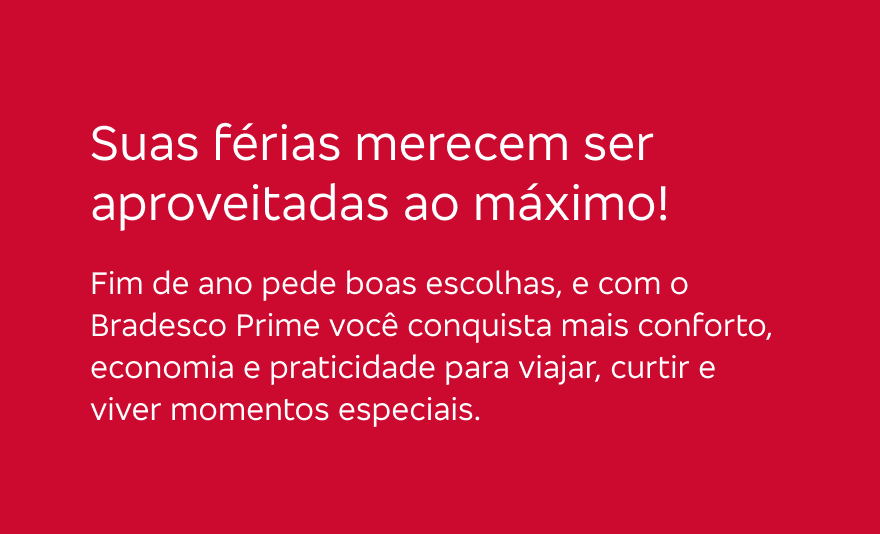 Suas férias merecem ser
aproveitadas ao máximo!
Fim de ano pede boas escolhas, e com o
Bradesco Prime você conquista mais conforto,
economia e praticidade para viajar, curtir e
viver momentos especiais.